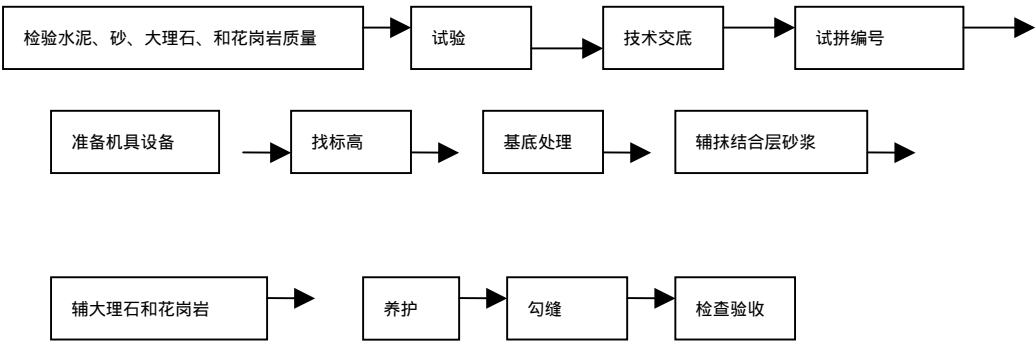 检验水泥、砂、大理石、和花岗岩质量 试验 技术交底 试拼编号
准备机具设备 找标高 基底处理 辅抹结合层砂浆
辅大理石和花岗岩 养护 勾缝 检查验收